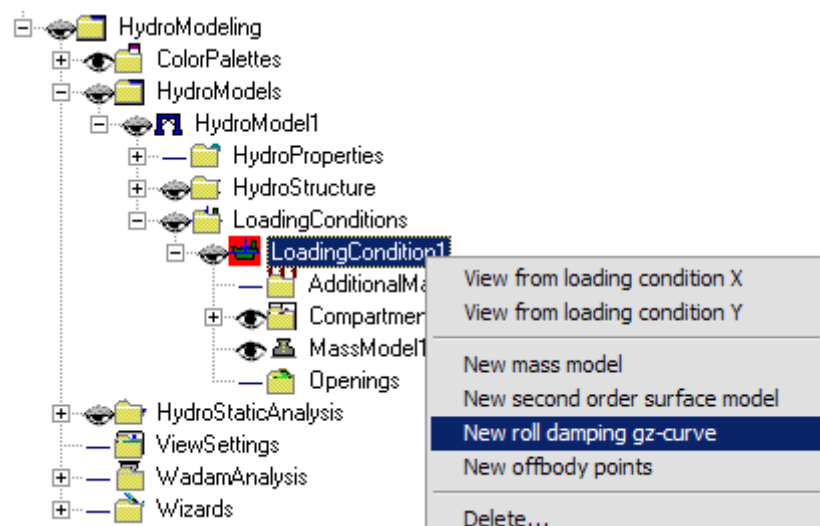 HydroModeling
ColorPalettes
HydroModels
HydroModel1
HydroProperties
HydroStructure
LoadingConditions
LoadingCondition1
AdditionalMa
Compartmen
MassModel1
Openings
HydroStaticAnalysis
ViewSettings
WadamAnalysis
Wizards
View from loading condition X
View from loading condition Y
New mass model
New second order surface model
New roll damping gz-curve
New offbody points
Delete...